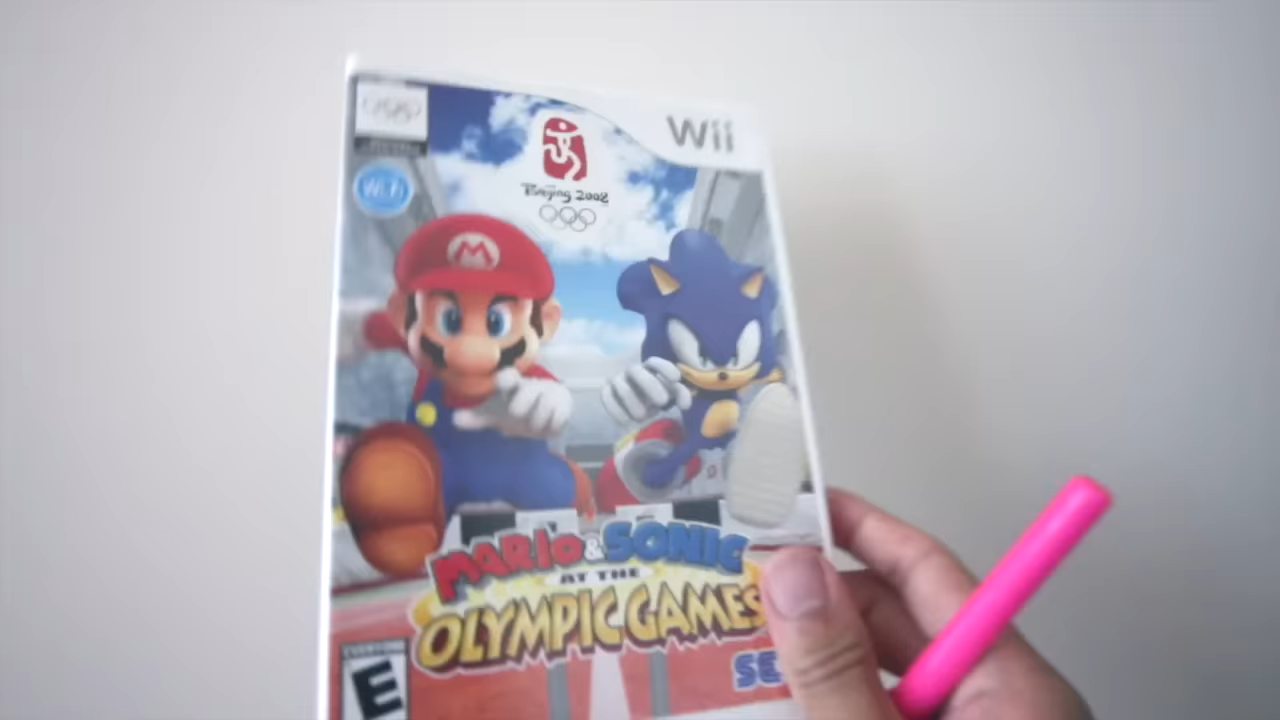 Wii
Beijing 2008
Wi-Fi
M
MARIO & SONIC
AT THE
OLYMPIC GAMES
E
SE